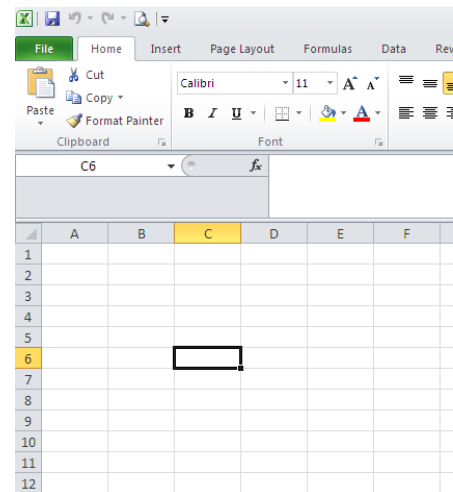 File Home Insert Page Layout Formulas Data Rev
Cut
Copy
Format Painter
Paste
Clipboard
Calibri 11 A A
B I U A
Font
C6 fx
A B C D E F
1
2
3
4
5
6
7
8
9
10
11
12